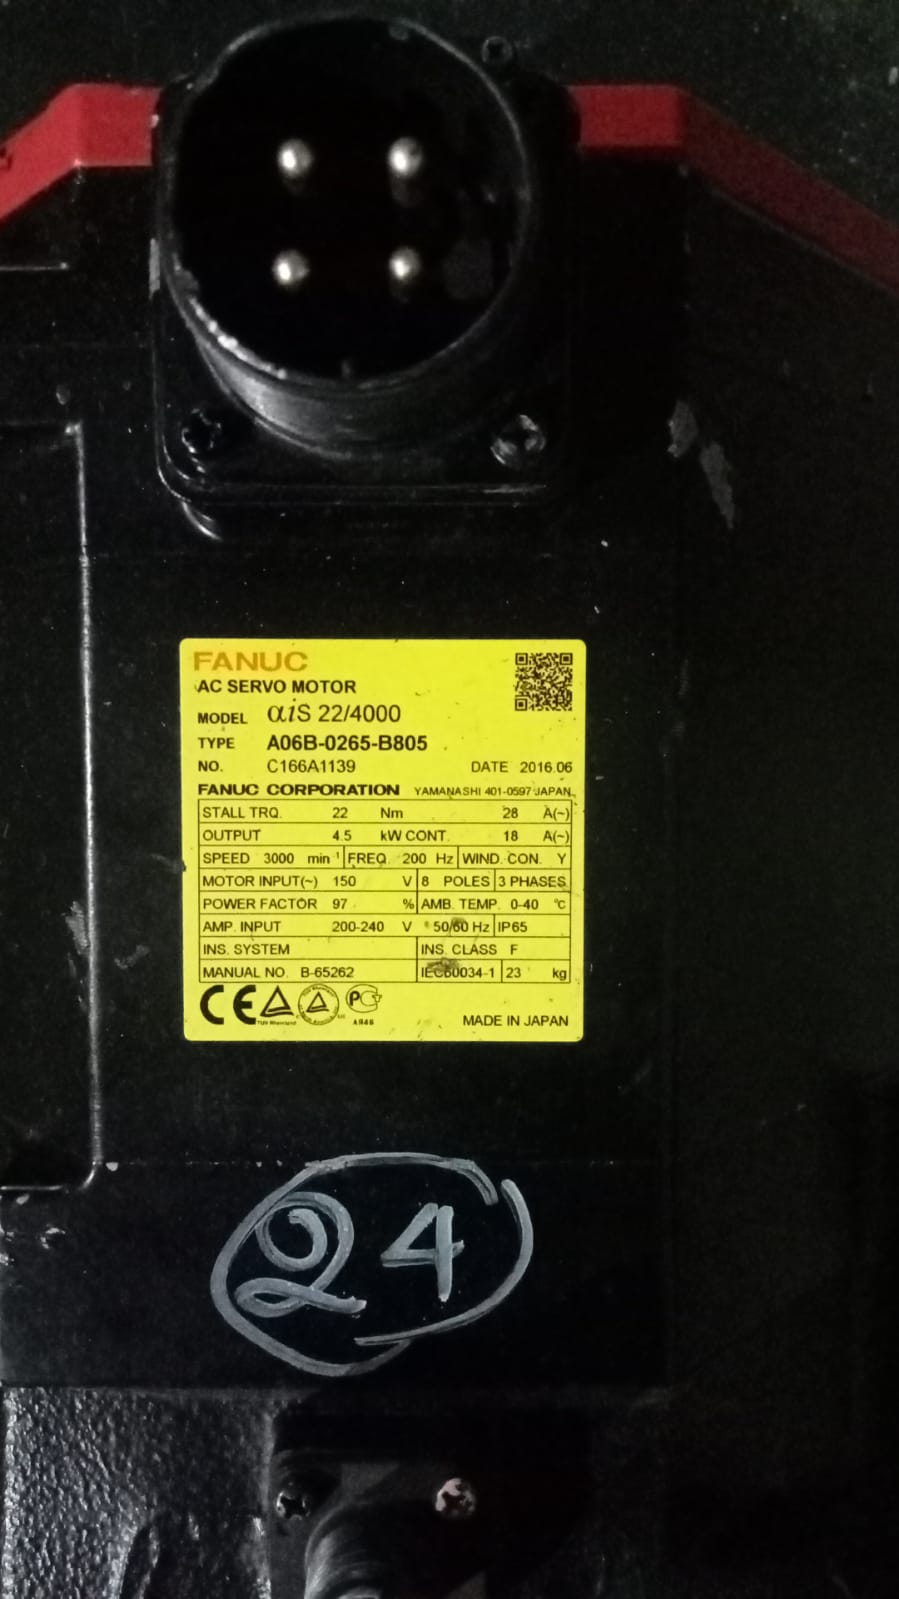 FANUC
AC SERVO MOTOR
MODEL αiS 22/4000
TYPE A06B-0265-B805
NO. C166A1139 DATE 2016.06
FANUC CORPORATION YAMANASHI 401-0597 JAPAN
STALL TRQ. 22 Nm 28 A(~)
OUTPUT 4.5 kW CONT. 18 A(~)
SPEED 3000 min⁻¹ FREQ. 200 Hz WIND. CON. Y
MOTOR INPUT(~) 150 V 8 POLES 3 PHASES
POWER FACTOR 97 % AMB. TEMP. 0-40 °C
AMP. INPUT 200-240 V 50/60 Hz IP65
INS. SYSTEM INS. CLASS F
MANUAL NO. B-65262 IEC60034-1 23 kg
CE TÜV Rheinland PCT AR46
MADE IN JAPAN
24